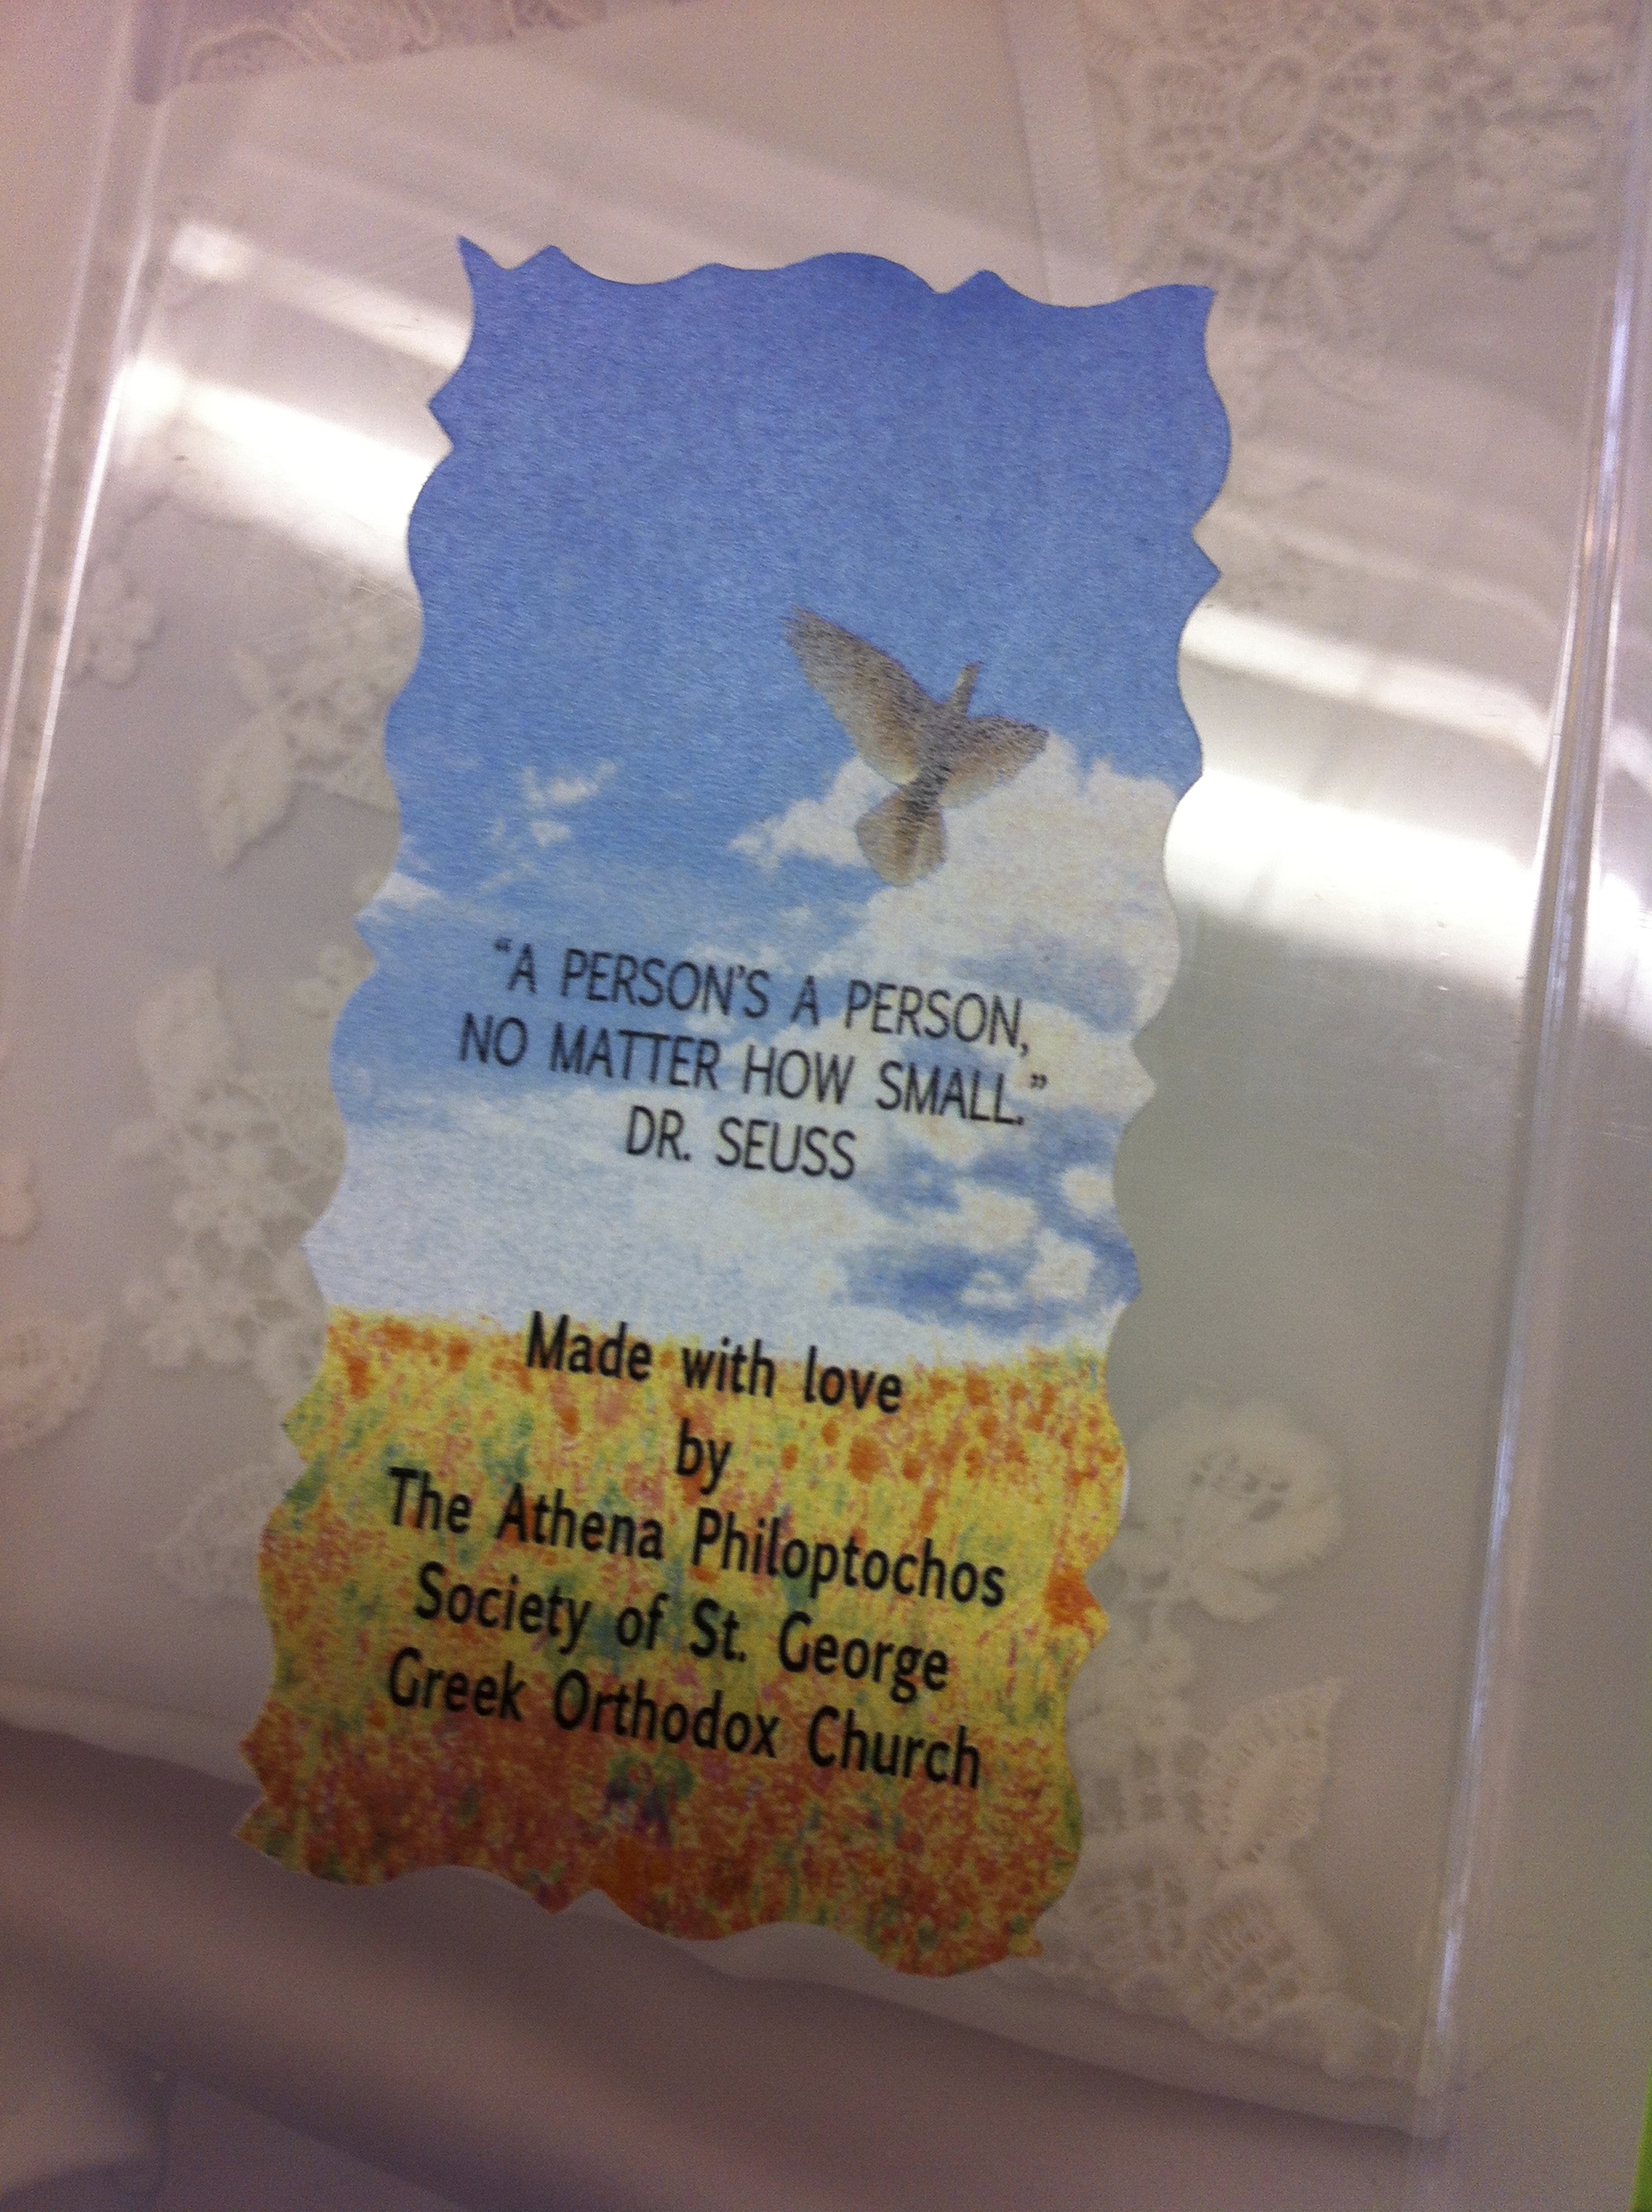 “A PERSON’S A PERSON,
NO MATTER HOW SMALL.”
DR. SEUSS
Made with love
by
The Athena Philoptochos
Society of St. George
Greek Orthodox Church